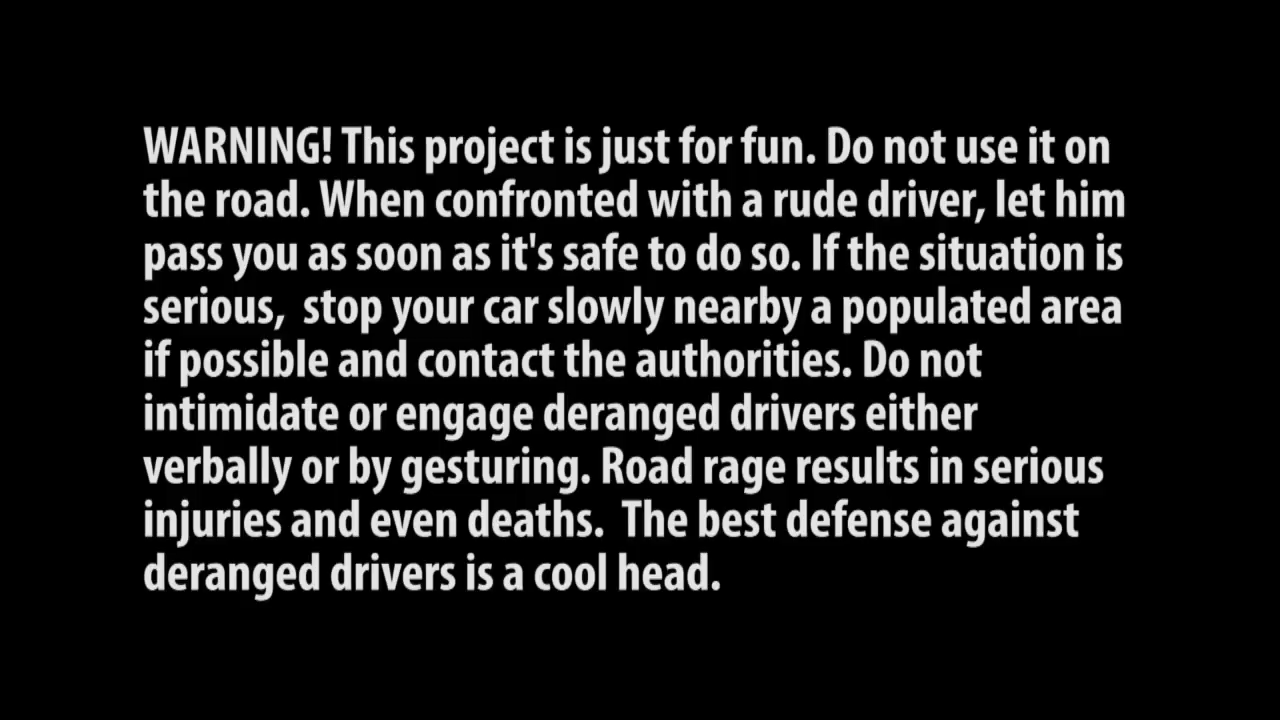 WARNING! This project is just for fun. Do not use it on
the road. When confronted with a rude driver, let him
pass you as soon as it's safe to do so. If the situation is
serious,  stop your car slowly nearby a populated area
if possible and contact the authorities. Do not
intimidate or engage deranged drivers either
verbally or by gesturing. Road rage results in serious
injuries and even deaths.  The best defense against
deranged drivers is a cool head.